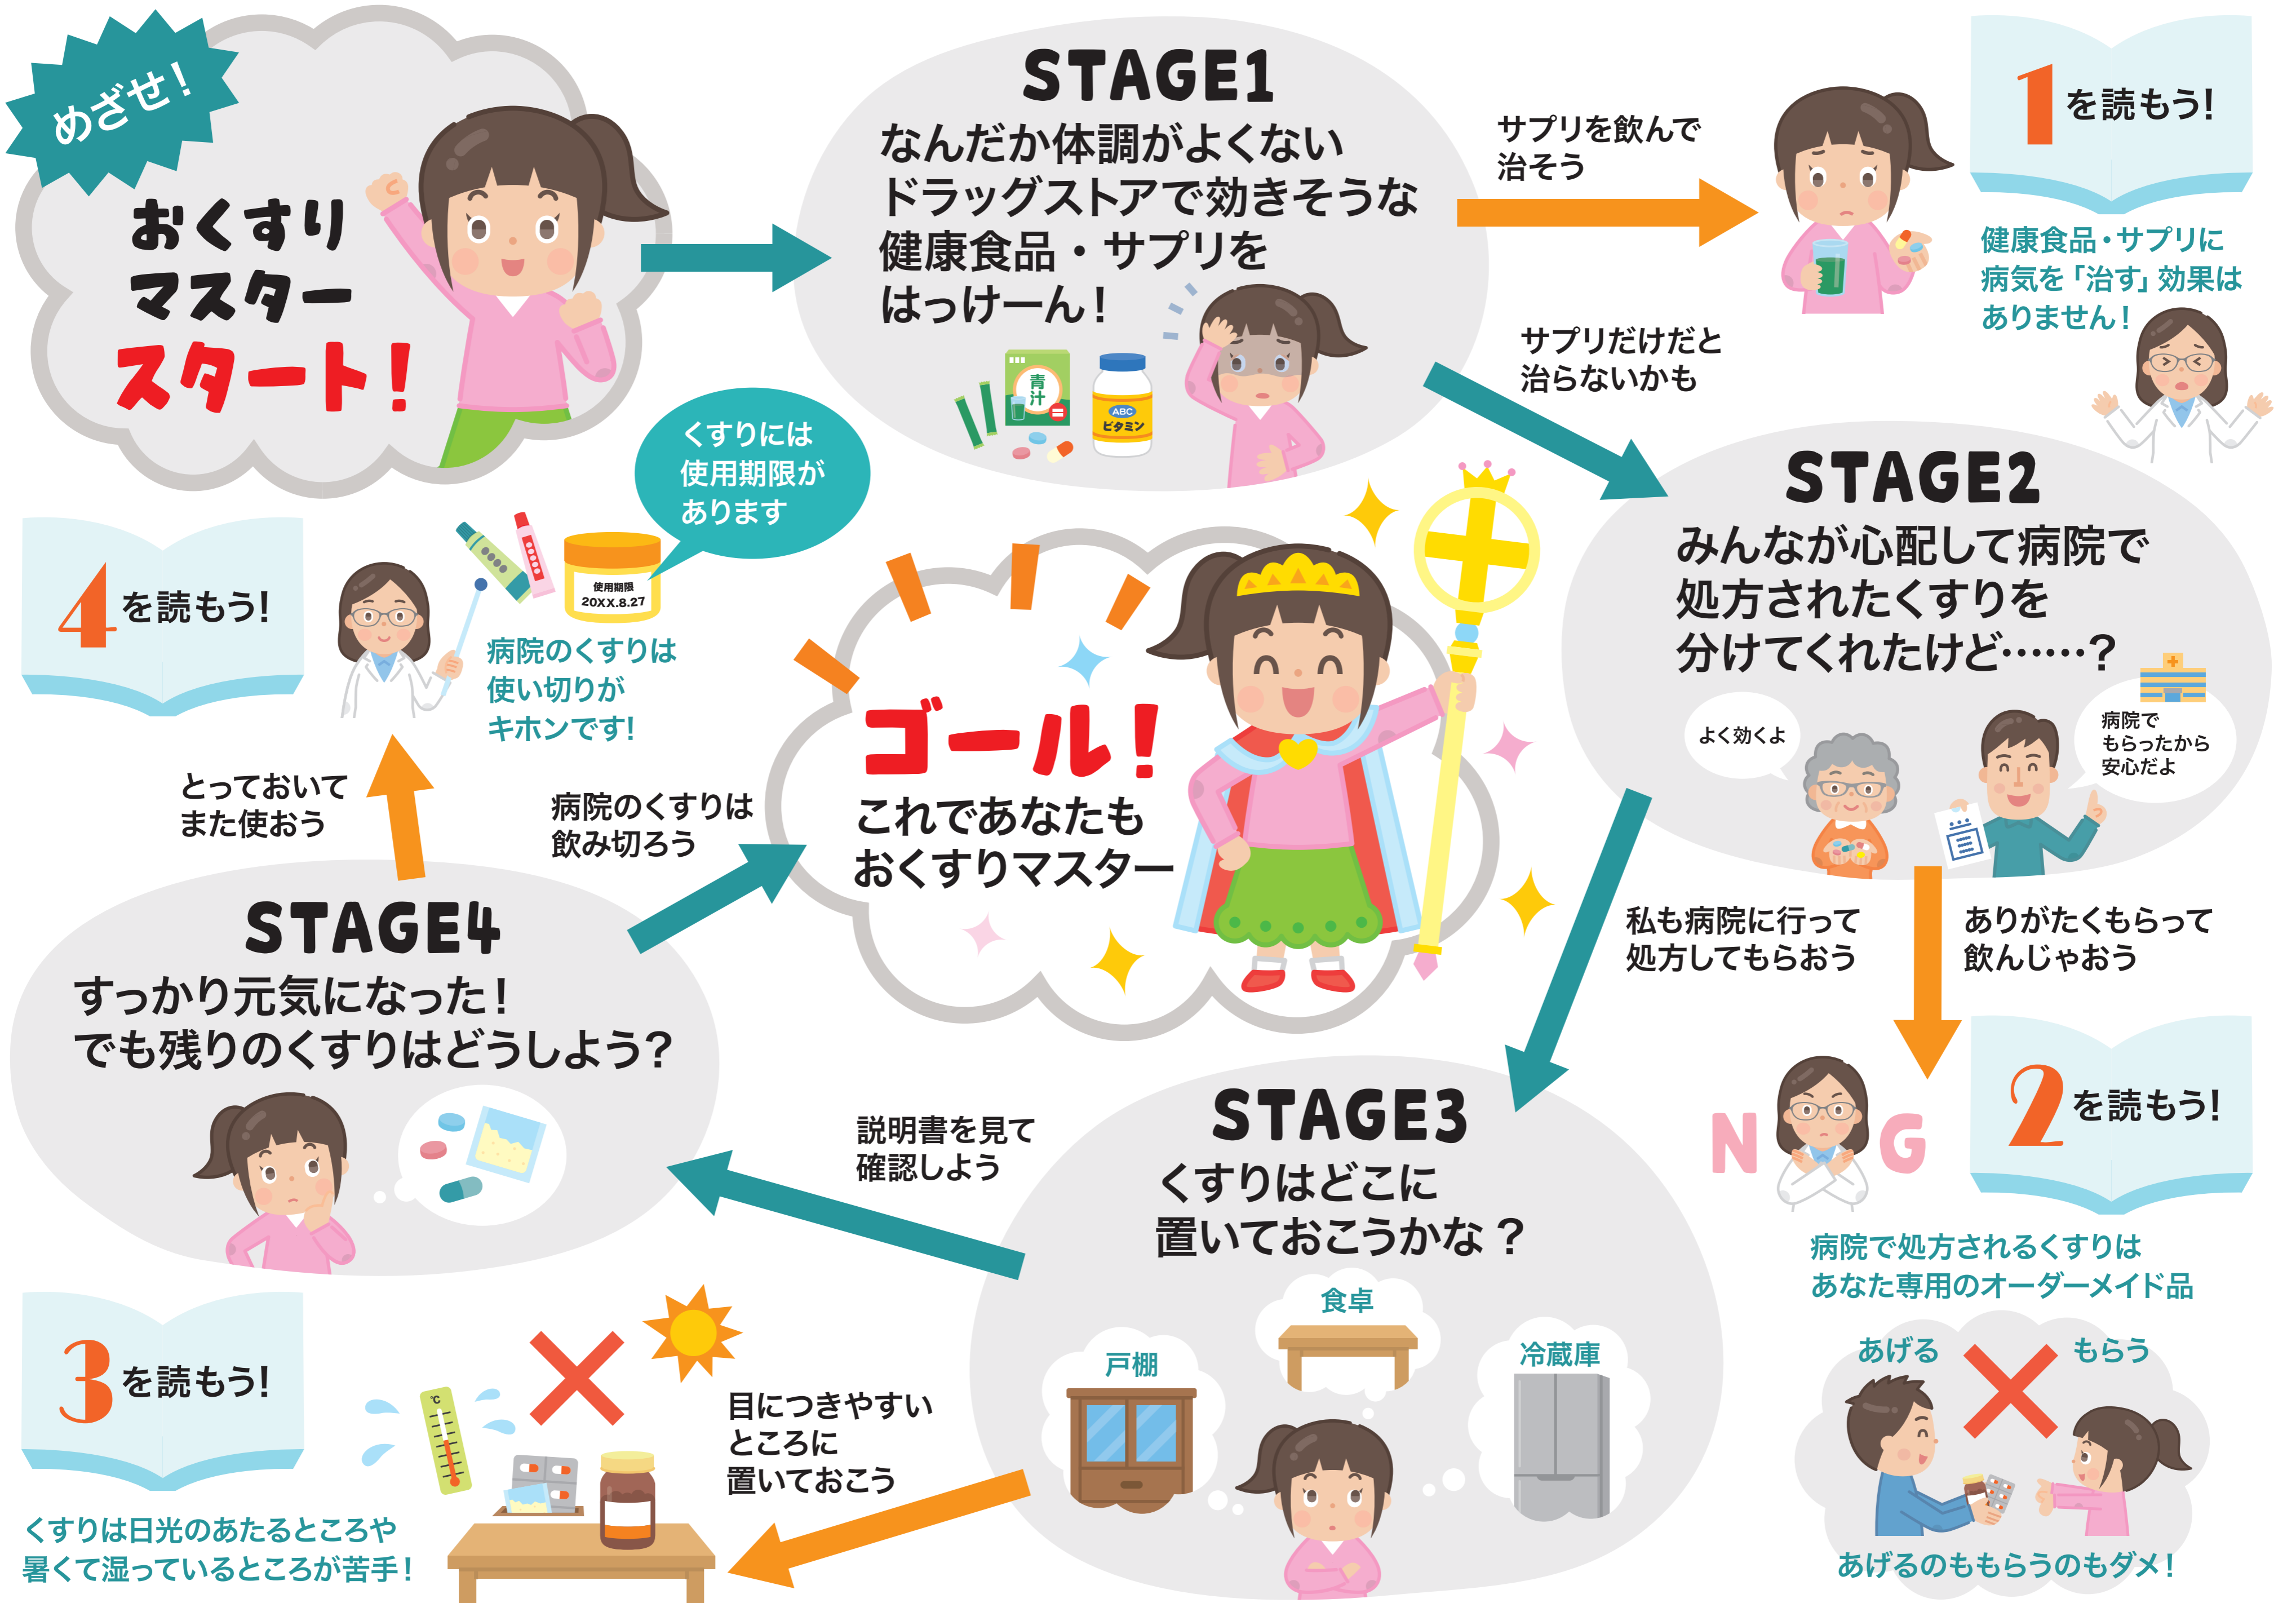 めざせ！
おくすり
マスター
スタート！
STAGE1
なんだか体調がよくない
ドラッグストアで効きそうな
健康食品・サプリを
はっけーん！
青汁
ABC
ビタミン
サプリを飲んで
治そう
1を読もう！
健康食品・サプリに
病気を「治す」効果は
ありません！
サプリだけだと
治らないかも
STAGE2
みんなが心配して病院で
処方されたくすりを
分けてくれたけど……？
よく効くよ
病院で
もらったから
安心だよ
私も病院に行って
処方してもらおう
ありがたくもらって
飲んじゃおう
NG
2を読もう！
病院で処方されるくすりは
あなた専用のオーダーメイド品
あげる
もらう
あげるのももらうのもダメ！
STAGE3
くすりはどこに
置いておこうかな？
戸棚
食卓
冷蔵庫
目につきやすい
ところに
置いておこう
3を読もう！
℃
くすりは日光のあたるところや
暑くて湿っているところが苦手！
説明書を見て
確認しよう
STAGE4
すっかり元気になった！
でも残りのくすりはどうしよう？
とっておいて
また使おう
4を読もう！
くすりには
使用期限が
あります
使用期限
20XX.8.27
病院のくすりは
使い切りが
キホンです！
病院のくすりは
飲み切ろう
ゴール！
これであなたも
おくすりマスター